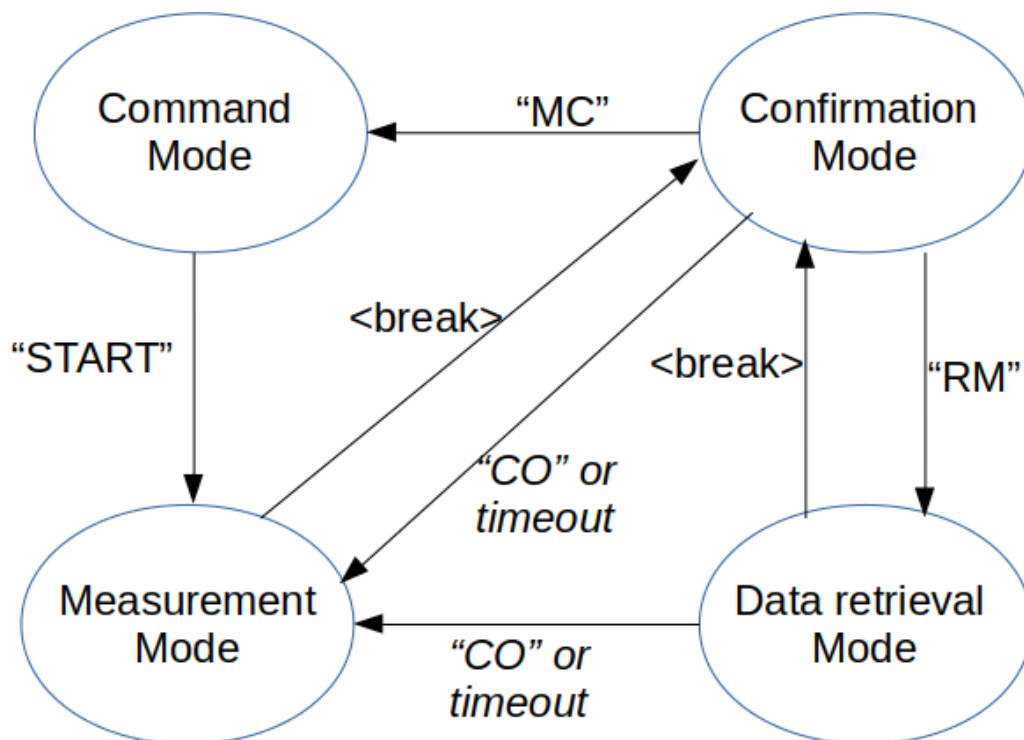 Command
Mode
“MC”
Confirmation
Mode
<break>
“START”
<break>
“RM”
“CO” or
timeout
Measurement
Mode
Data retrieval
Mode
“CO” or
timeout